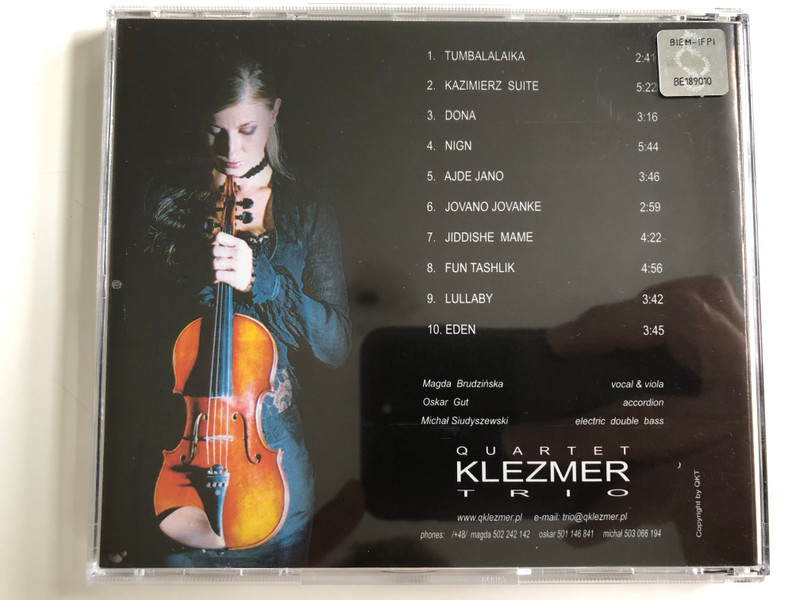 BIEM-IFPI
BE189010
1. TUMBALALAIKA 2:41
2. KAZIMIERZ SUITE 5:22
3. DONA 3:16
4. NIGN 5:44
5. AJDE JANO 3:46
6. JOVANO JOVANKE 2:59
7. JIDDISHE MAME 4:22
8. FUN TASHLIK 4:56
9. LULLABY 3:42
10. EDEN 3:45
Magda Brudzińska vocal & viola
Oskar Gut accordion
Michał Siudyszewski electric double bass
QUARTET
KLEZMER
TRIO
www.qklezmer.pl e-mail: trio@qklezmer.pl
phones: /+48/ magda 502 242 142 oskar 501 146 841 michał 503 066 194
Copyright by QKT